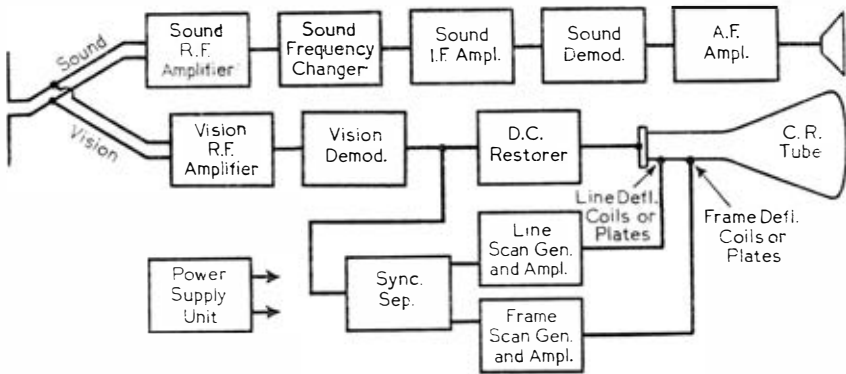 Sound
Sound
R.F.
Amplifier
Sound
Frequency
Changer
Sound
I.F. Ampl.
Sound
Demod.
A.F.
Ampl.
Vision
Vision
R.F.
Amplifier
Vision
Demod.
D.C.
Restorer
C.R.
Tube
Line Defl.
Coils or
Plates
Frame Defl.
Coils or
Plates
Power
Supply
Unit
Sync.
Sep.
Line
Scan Gen.
and Ampl.
Frame
Scan Gen.
and Ampl.